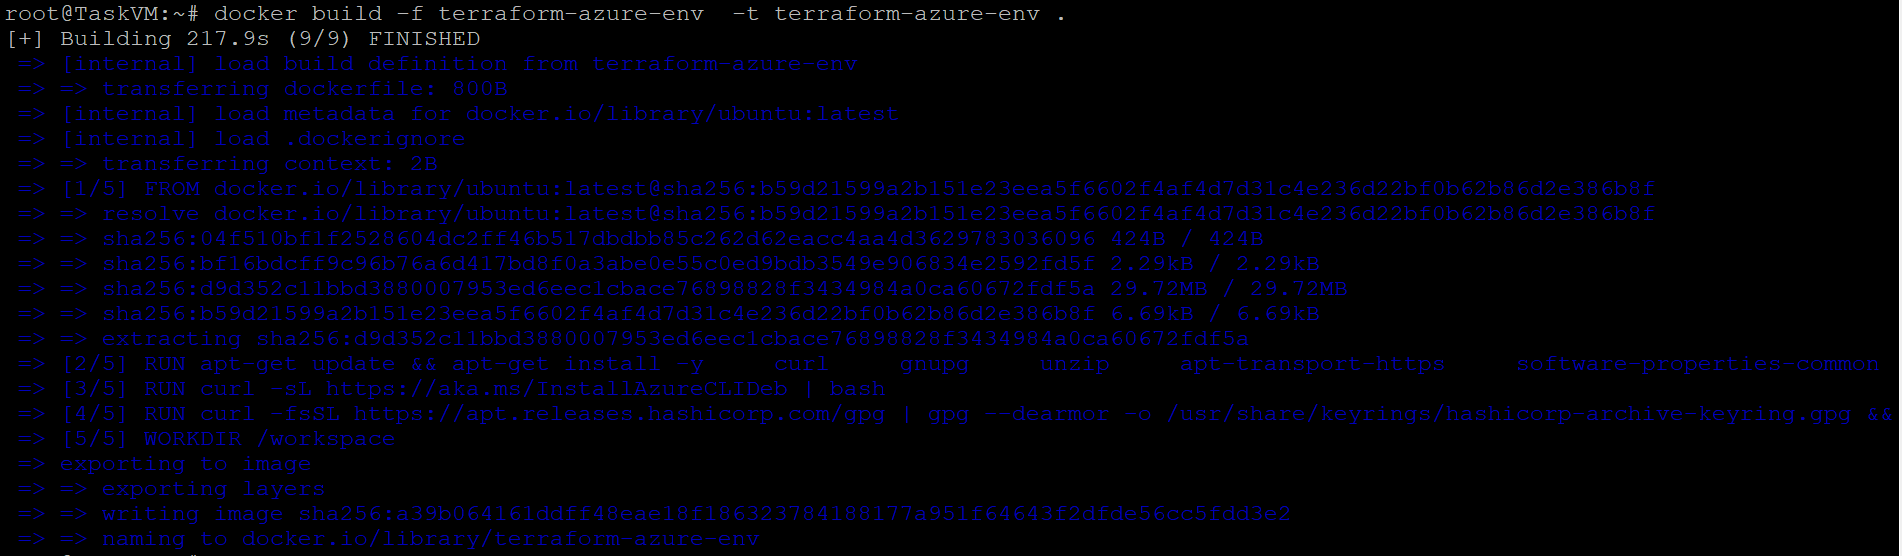 root@TaskVM:~# docker build -f terraform-azure-env  -t terraform-azure-env .
[+] Building 217.9s (9/9) FINISHED
 => [internal] load build definition from terraform-azure-env
 => => transferring dockerfile: 800B
 => [internal] load metadata for docker.io/library/ubuntu:latest
 => [internal] load .dockerignore
 => => transferring context: 2B
 => [1/5] FROM docker.io/library/ubuntu:latest@sha256:b59d21599a2b151e23eea5f6602f4af4d7d31c4e236d22bf0b62b86d2e386b8f
 => => resolve docker.io/library/ubuntu:latest@sha256:b59d21599a2b151e23eea5f6602f4af4d7d31c4e236d22bf0b62b86d2e386b8f
 => => sha256:04f510bf1f2528604dc2ff46b517dbdbb85c262d62eacc4aa4d3629783036096 424B / 424B
 => => sha256:bf16bdcff9c96b76a6d417bd8f0a3abe0e55c0ed9bdb3549e906834e2592fd5f 2.29kB / 2.29kB
 => => sha256:d9d352c11bbd3880007953ed6eec1cbace76898828f3434984a0ca60672fdf5a 29.72MB / 29.72MB
 => => sha256:b59d21599a2b151e23eea5f6602f4af4d7d31c4e236d22bf0b62b86d2e386b8f 6.69kB / 6.69kB
 => => extracting sha256:d9d352c11bbd3880007953ed6eec1cbace76898828f3434984a0ca60672fdf5a
 => [2/5] RUN apt-get update && apt-get install -y     curl     gnupg     unzip     apt-transport-https     software-properties-common
 => [3/5] RUN curl -sL https://aka.ms/InstallAzureCLIDeb | bash
 => [4/5] RUN curl -fsSL https://apt.releases.hashicorp.com/gpg | gpg --dearmor -o /usr/share/keyrings/hashicorp-archive-keyring.gpg &&
 => [5/5] WORKDIR /workspace
 => exporting to image
 => => exporting layers
 => => writing image sha256:a39b064161ddff48eae18f186323784188177a951f64643f2dfde56cc5fdd3e2
 => => naming to docker.io/library/terraform-azure-env